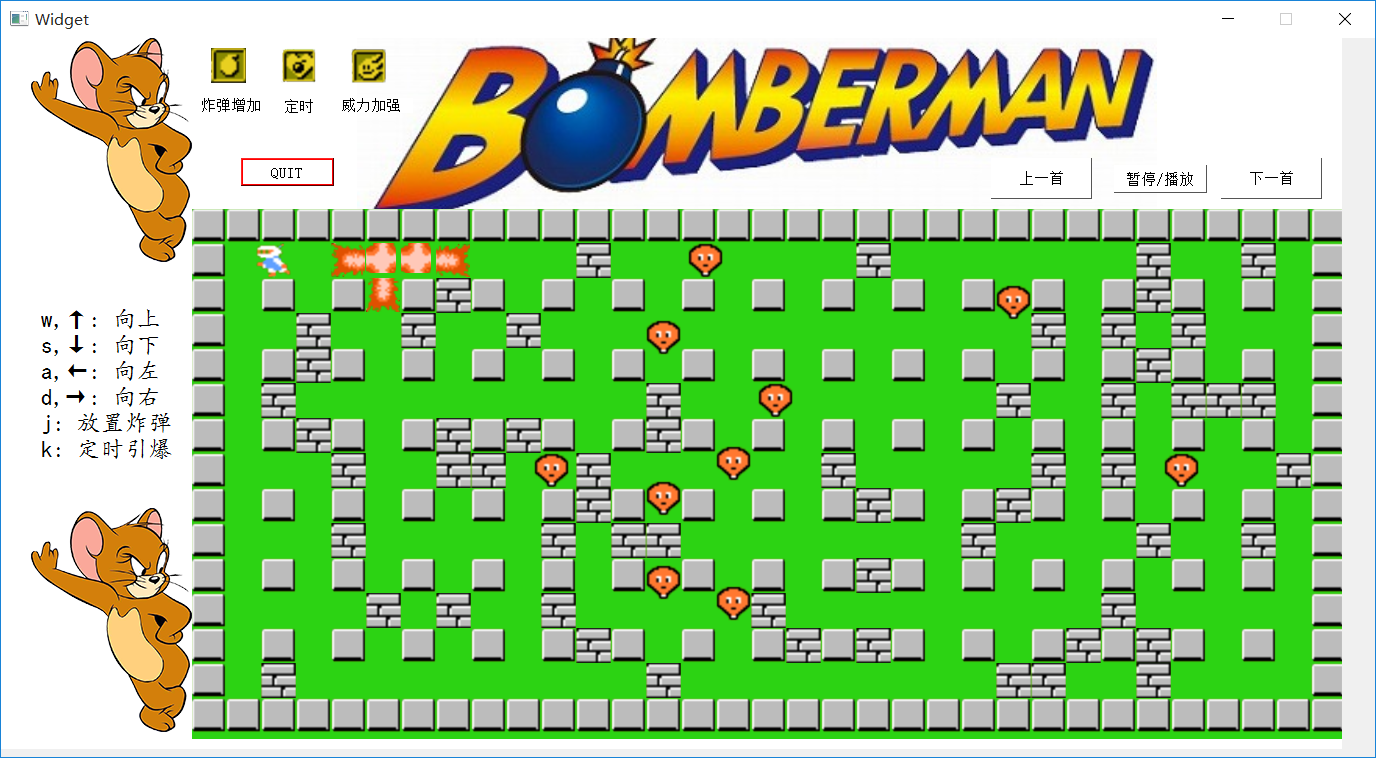 Widget
炸弹增加
定时
威力加强
BOMBERMAN
QUIT
上一首
暂停/播放
下一首
w,↑: 向上
s,↓: 向下
a,←: 向左
d,→: 向右
j: 放置炸弹
k: 定时引爆